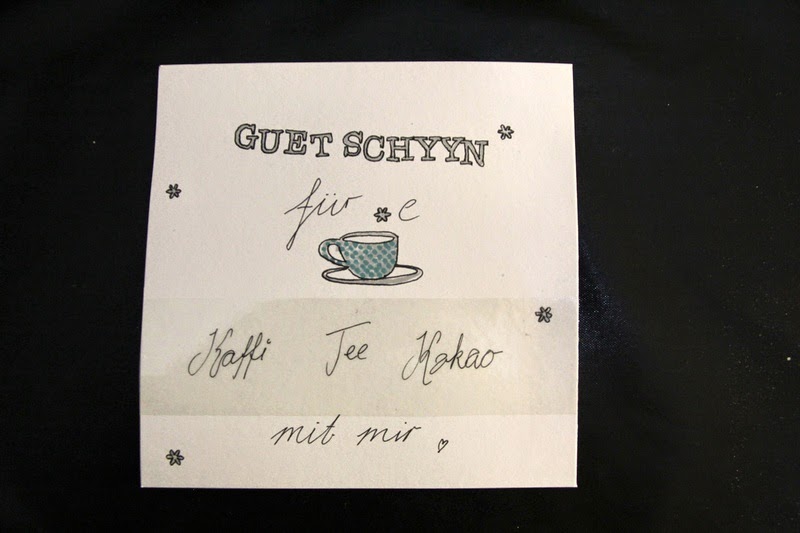 GUET SCHYYN
für e
Kaffi Tee Kakao
mit mir